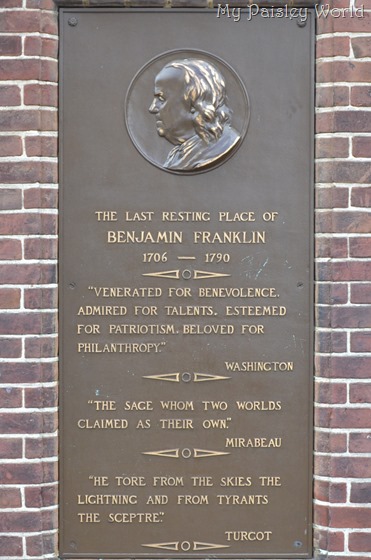 My Paisley World
THE LAST RESTING PLACE OF
BENJAMIN FRANKLIN
1706 — 1790
"VENERATED FOR BENEVOLENCE.
ADMIRED FOR TALENTS. ESTEEMED
FOR PATRIOTISM. BELOVED FOR
PHILANTHROPY."
WASHINGTON
"THE SAGE WHOM TWO WORLDS
CLAIMED AS THEIR OWN."
MIRABEAU
"HE TORE FROM THE SKIES THE
LIGHTNING AND FROM TYRANTS
THE SCEPTRE."
TURGOT